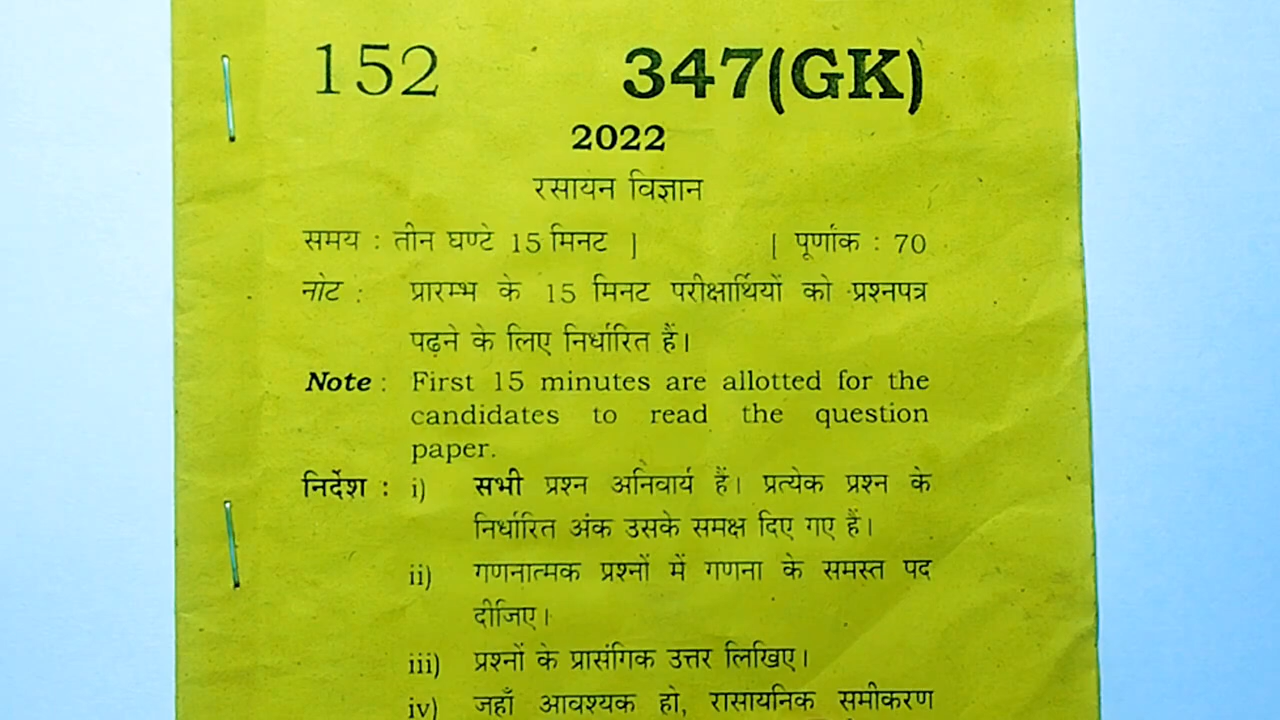 152 347(GK)
2022
रसायन विज्ञान
समय : तीन घण्टे 15 मिनट ] [ पूर्णांक : 70
नोट : प्रारम्भ के 15 मिनट परीक्षार्थियों को प्रश्नपत्र
पढ़ने के लिए निर्धारित हैं।
Note : First 15 minutes are allotted for the
candidates to read the question
paper.
निर्देश : i) सभी प्रश्न अनिवार्य हैं। प्रत्येक प्रश्न के
निर्धारित अंक उसके समक्ष दिए गए हैं।
ii) गणनात्मक प्रश्नों में गणना के समस्त पद
दीजिए।
iii) प्रश्नों के प्रासंगिक उत्तर लिखिए।
iv) जहाँ आवश्यक हो, रासायनिक समीकरण